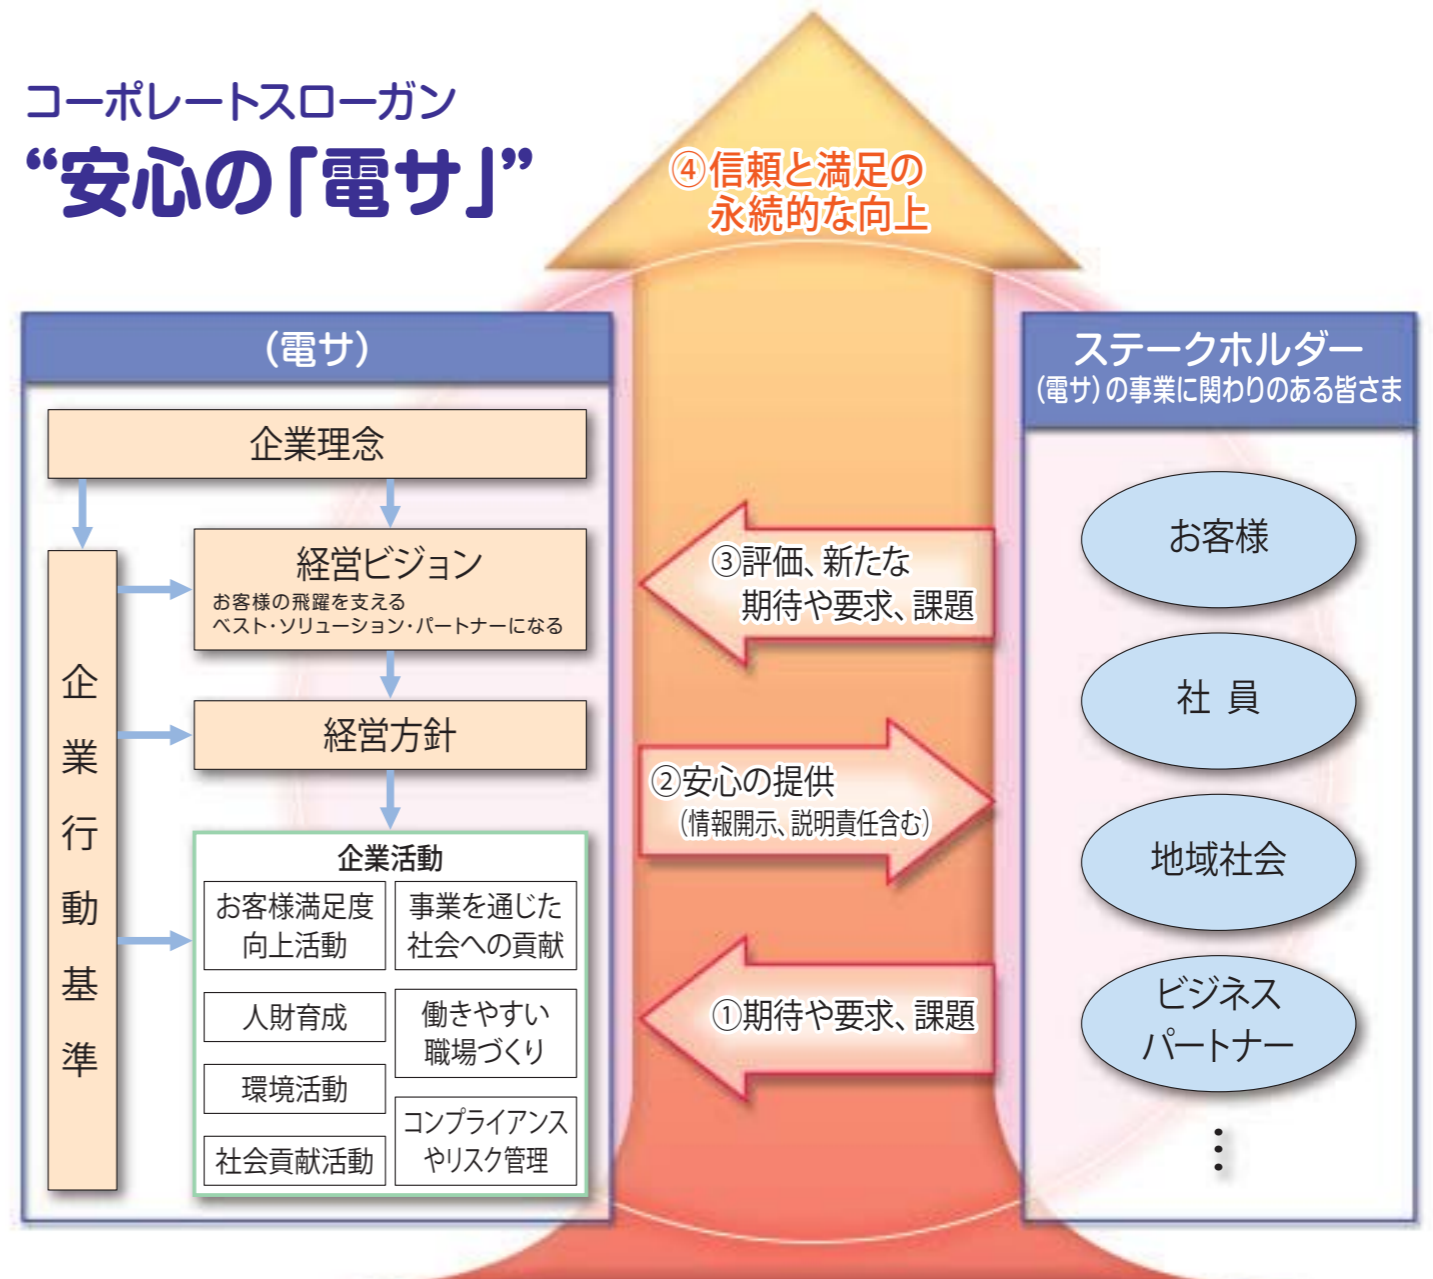 コーポレートスローガン
“安心の「電サ」”
④信頼と満足の
永続的な向上
(電サ)
企業理念
経営ビジョン
お客様の飛躍を支える
ベスト・ソリューション・パートナーになる
経営方針
企業行動基準
企業活動
お客様満足度
向上活動
事業を通じた
社会への貢献
人財育成
働きやすい
職場づくり
環境活動
コンプライアンス
やリスク管理
社会貢献活動
③評価、新たな
期待や要求、課題
②安心の提供
(情報開示、説明責任含む)
①期待や要求、課題
ステークホルダー
(電サ)の事業に関わりのある皆さま
お客様
社 員
地域社会
ビジネス
パートナー
⋮